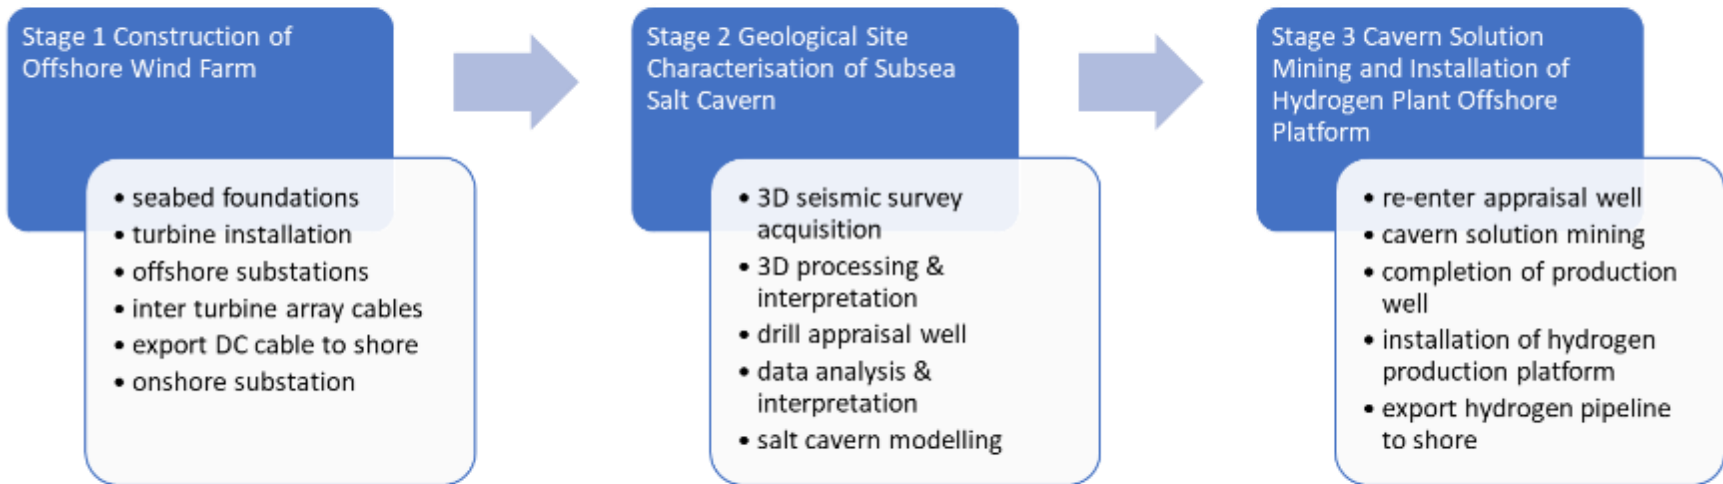 Stage 1 Construction of
Offshore Wind Farm
• seabed foundations
• turbine installation
• offshore substations
• inter turbine array cables
• export DC cable to shore
• onshore substation
Stage 2 Geological Site
Characterisation of Subsea
Salt Cavern
• 3D seismic survey
acquisition
• 3D processing &
interpretation
• drill appraisal well
• data analysis &
interpretation
• salt cavern modelling
Stage 3 Cavern Solution
Mining and Installation of
Hydrogen Plant Offshore
Platform
• re-enter appraisal well
• cavern solution mining
• completion of production
well
• installation of hydrogen
production platform
• export hydrogen pipeline
to shore